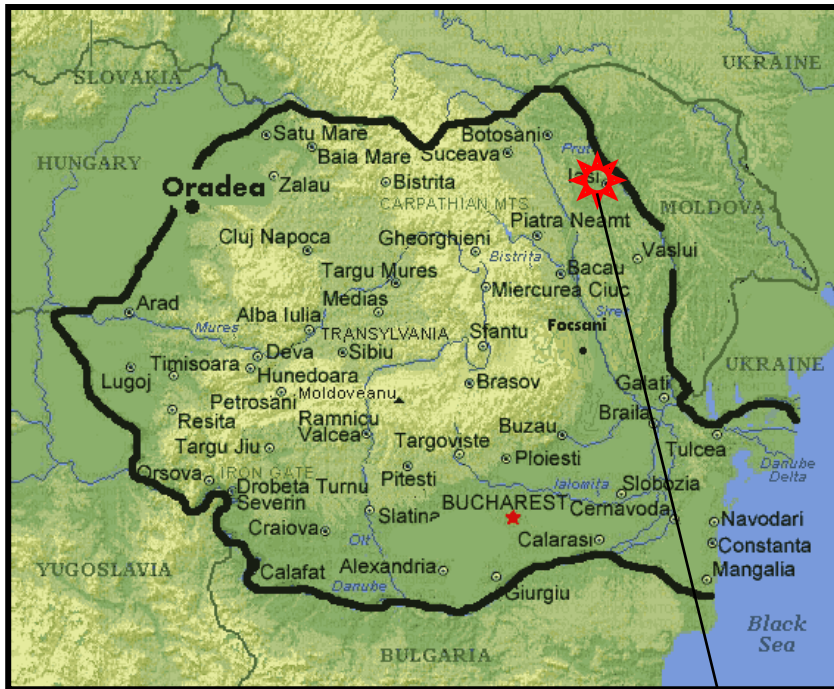 UKRAINE
SLOVAKIA
Satu Mare
Botosani
Prut
Baia Mare
Suceava
HUNGARY
Iasi
Oradea
Zalau
Bistrita
CARPATHIAN MTS.
MOLDOVA
Piatra Neamt
Cluj Napoca
Gheorghieni
Bistrita
Vaslui
Targu Mures
Bacau
Miercurea Ciuc
Arad
Medias
Siret
Alba Iulia
Mures
TRANSYLVANIA
Sfantu
Focsani
Deva
Sibiu
UKRAINE
Timisoara
Lugoj
Hunedoara
Brasov
Galati
Petrosani
Moldoveanu
Resita
Ramnicu
Valcea
Braila
Buzau
Targu Jiu
Targoviste
Tulcea
Ploiesti
Orsova
IRON GATE
Pitesti
Danube
Delta
Ialomita
Slobozia
Drobeta Turnu
Severin
BUCHAREST
Cernavoda
Slatina
Navodari
Craiova
Olt
Calarasi
Constanta
YUGOSLAVIA
Calafat
Alexandria
Mangalia
Danube
Giurgiu
Black
Sea
BULGARIA